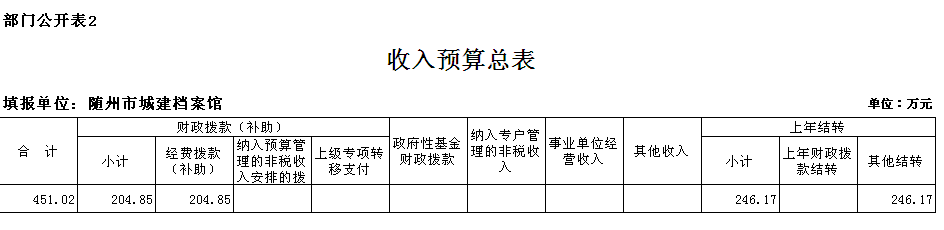 部门公开表2
收入预算总表
填报单位：随州市城建档案馆 单位：万元
合 计 财政拨款（补助） 政府性基金财政拨款 纳入专户管理的非税收入 事业单位经营收入 其他收入 上年结转
小计 经费拨款（补助） 纳入预算管理的非税收入安排的拨 上级专项转移支付 小计 上年财政拨款结转 其他结转
451.02 204.85 204.85 246.17 246.17